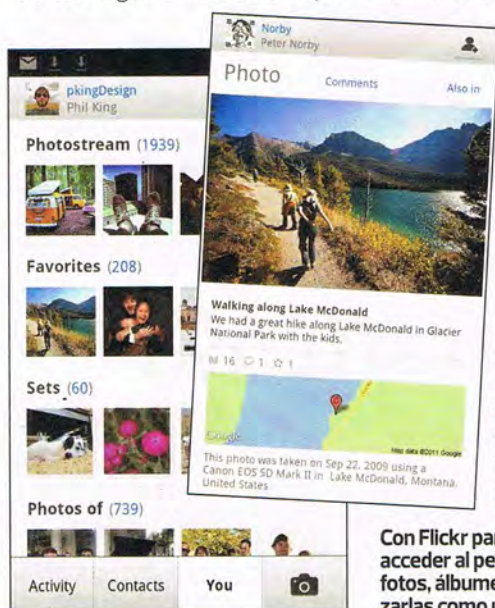 pkingDesign
Phil King
Photostream (1939)
Favorites (208)
Sets (60)
Photos of (739)
Activity Contacts You
Norby
Peter Norby
Photo Comments Also in
Walking along Lake McDonald
We had a great hike along Lake McDonald in Glacier
National Park with the kids.
16 1 1
Google
Map data ©2011 Google
This photo was taken on Sep 22, 2009 using a
Canon EOS 5D Mark II in Lake McDonald, Montana,
United States
Con Flickr par
acceder al pe
fotos, álbume